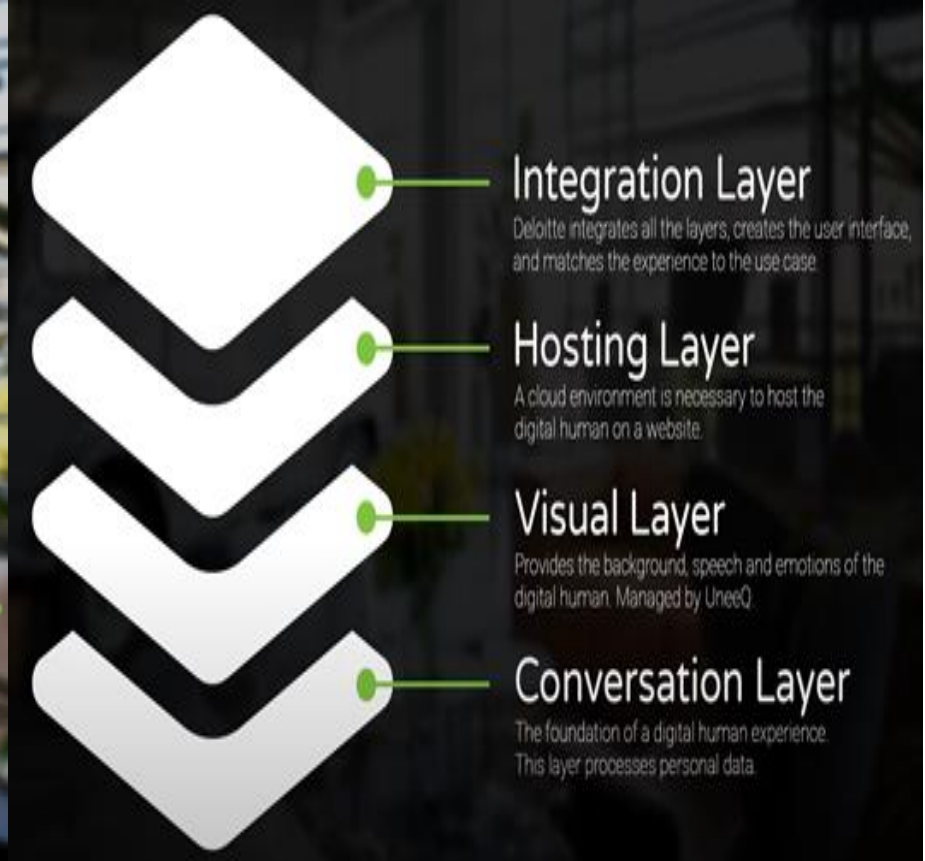 Integration Layer
Deloitte integrates all the layers, creates the user interface,
and matches the experience to the use case.
Hosting Layer
A cloud environment is necessary to host the
digital human on a website.
Visual Layer
Provides the background, speech and emotions of the
digital human. Managed by UneeQ.
Conversation Layer
The foundation of a digital human experience.
This layer processes personal data.